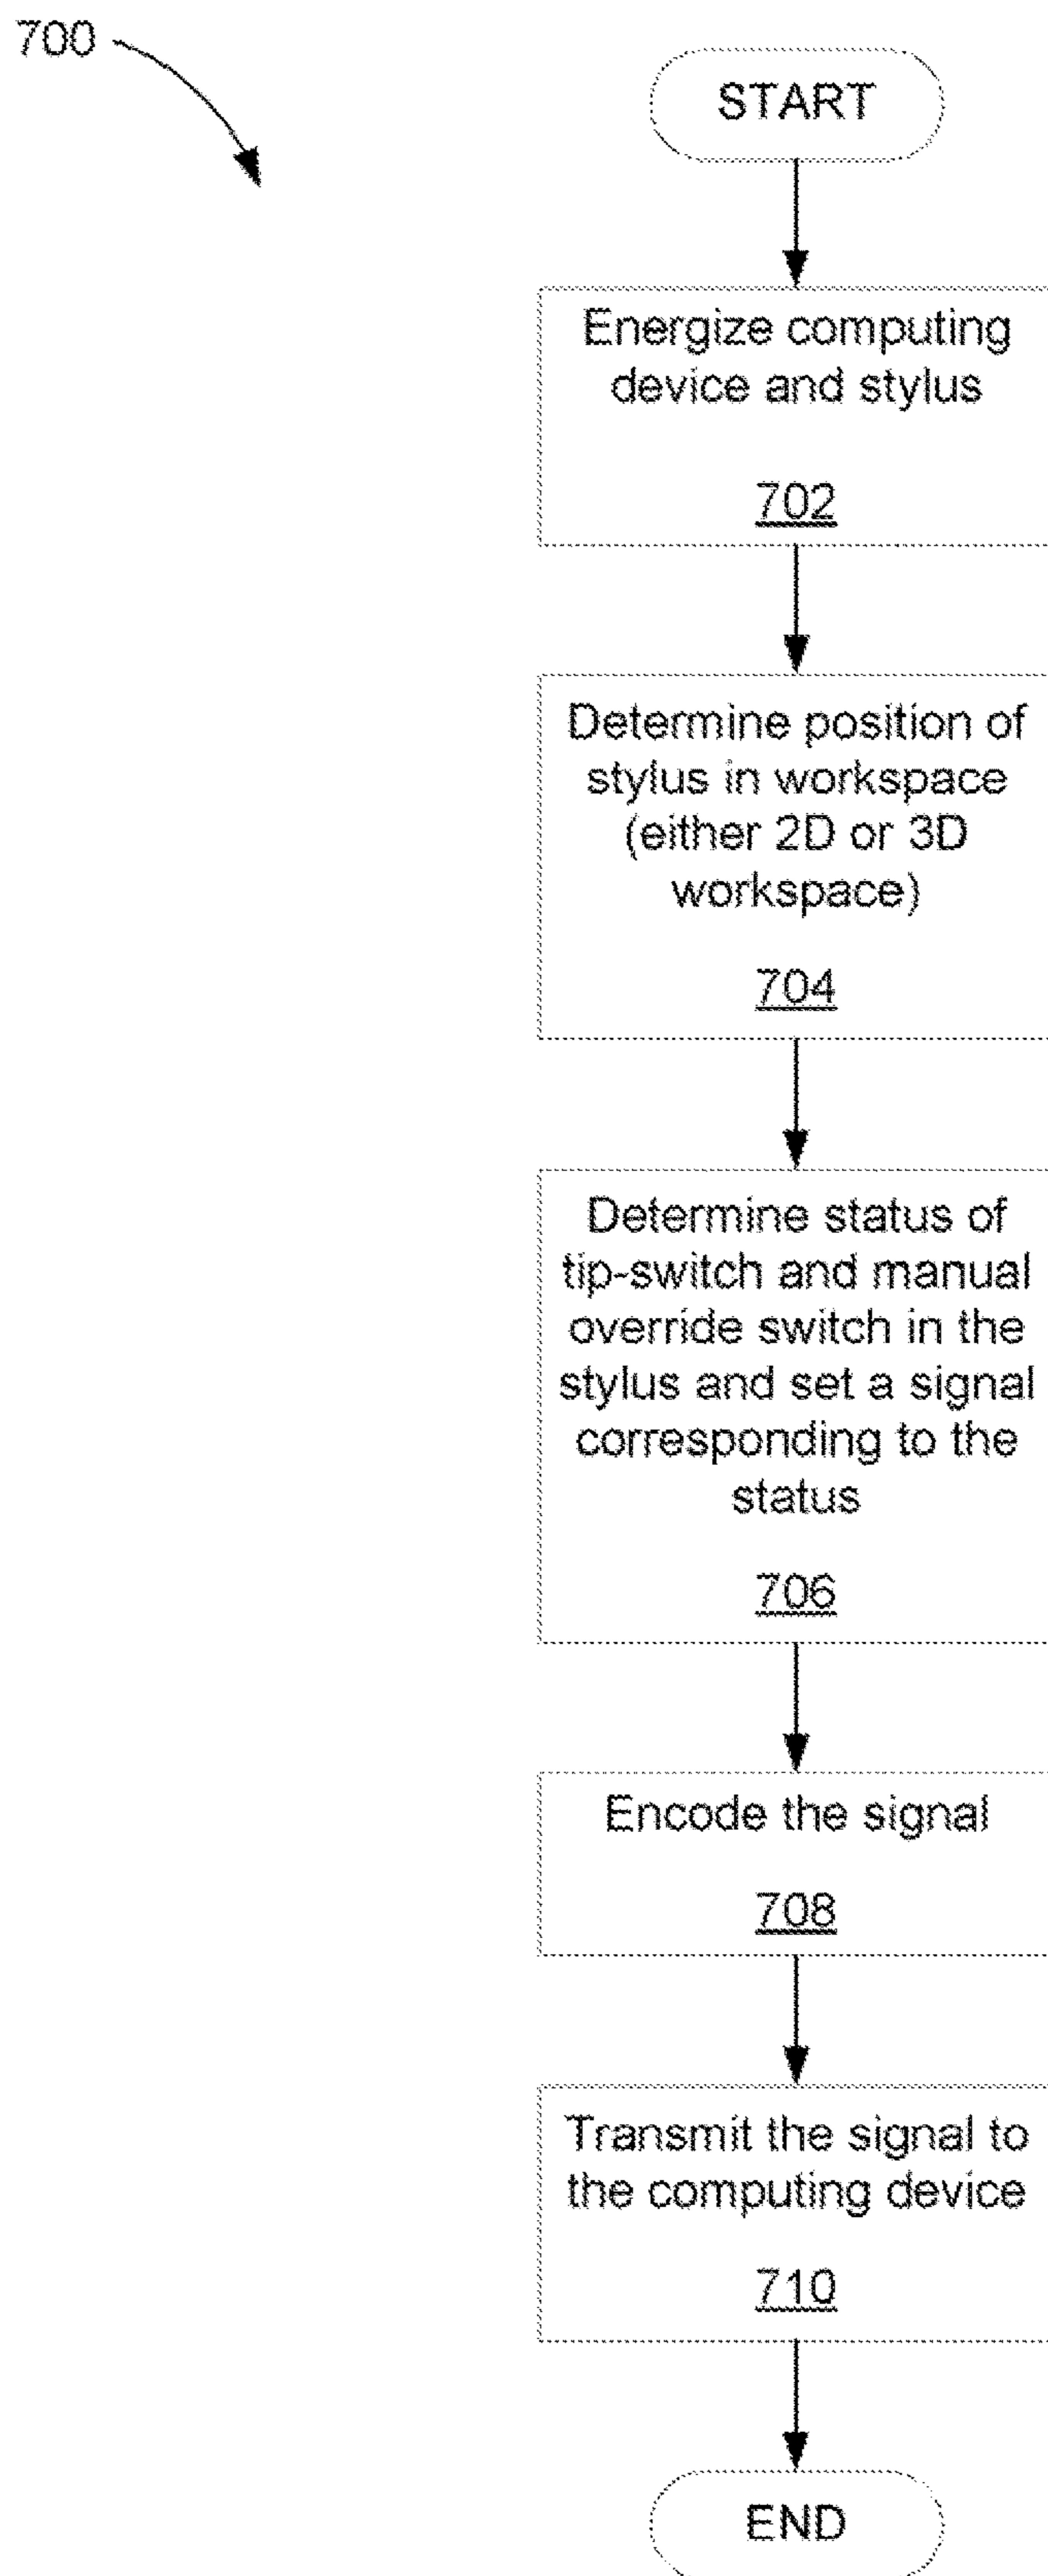 700
START
Energize computing
device and stylus
702
Determine position of
stylus in workspace
(either 2D or 3D
workspace)
704
Determine status of
tip-switch and manual
override switch in the
stylus and set a signal
corresponding to the
status
706
Encode the signal
708
Transmit the signal to
the computing device
710
END